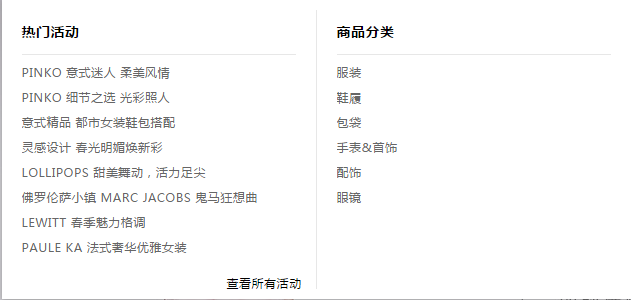 热门活动
PINKO 意式迷人 柔美风情
PINKO 细节之选 光彩照人
意式精品 都市女装鞋包搭配
灵感设计 春光明媚焕新彩
LOLLIPOPS 甜美舞动，活力足尖
佛罗伦萨小镇 MARC JACOBS 鬼马狂想曲
LEWITT 春季魅力格调
PAULE KA 法式奢华优雅女装
查看所有活动
商品分类
服装
鞋履
包袋
手表&首饰
配饰
眼镜